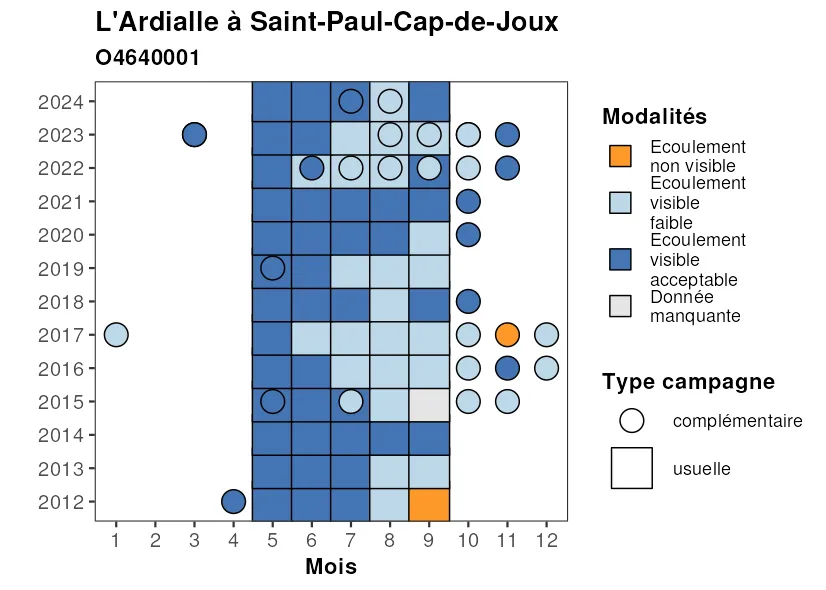 L'Ardialle à Saint-Paul-Cap-de-Joux
O4640001
2024
2023
2022
2021
2020
2019
2018
2017
2016
2015
2014
2013
2012
1 2 3 4 5 6 7 8 9 10 11 12
Mois
Modalités
Ecoulement
non visible
Ecoulement
visible
faible
Ecoulement
visible
acceptable
Donnée
manquante
Type campagne
complémentaire
usuelle